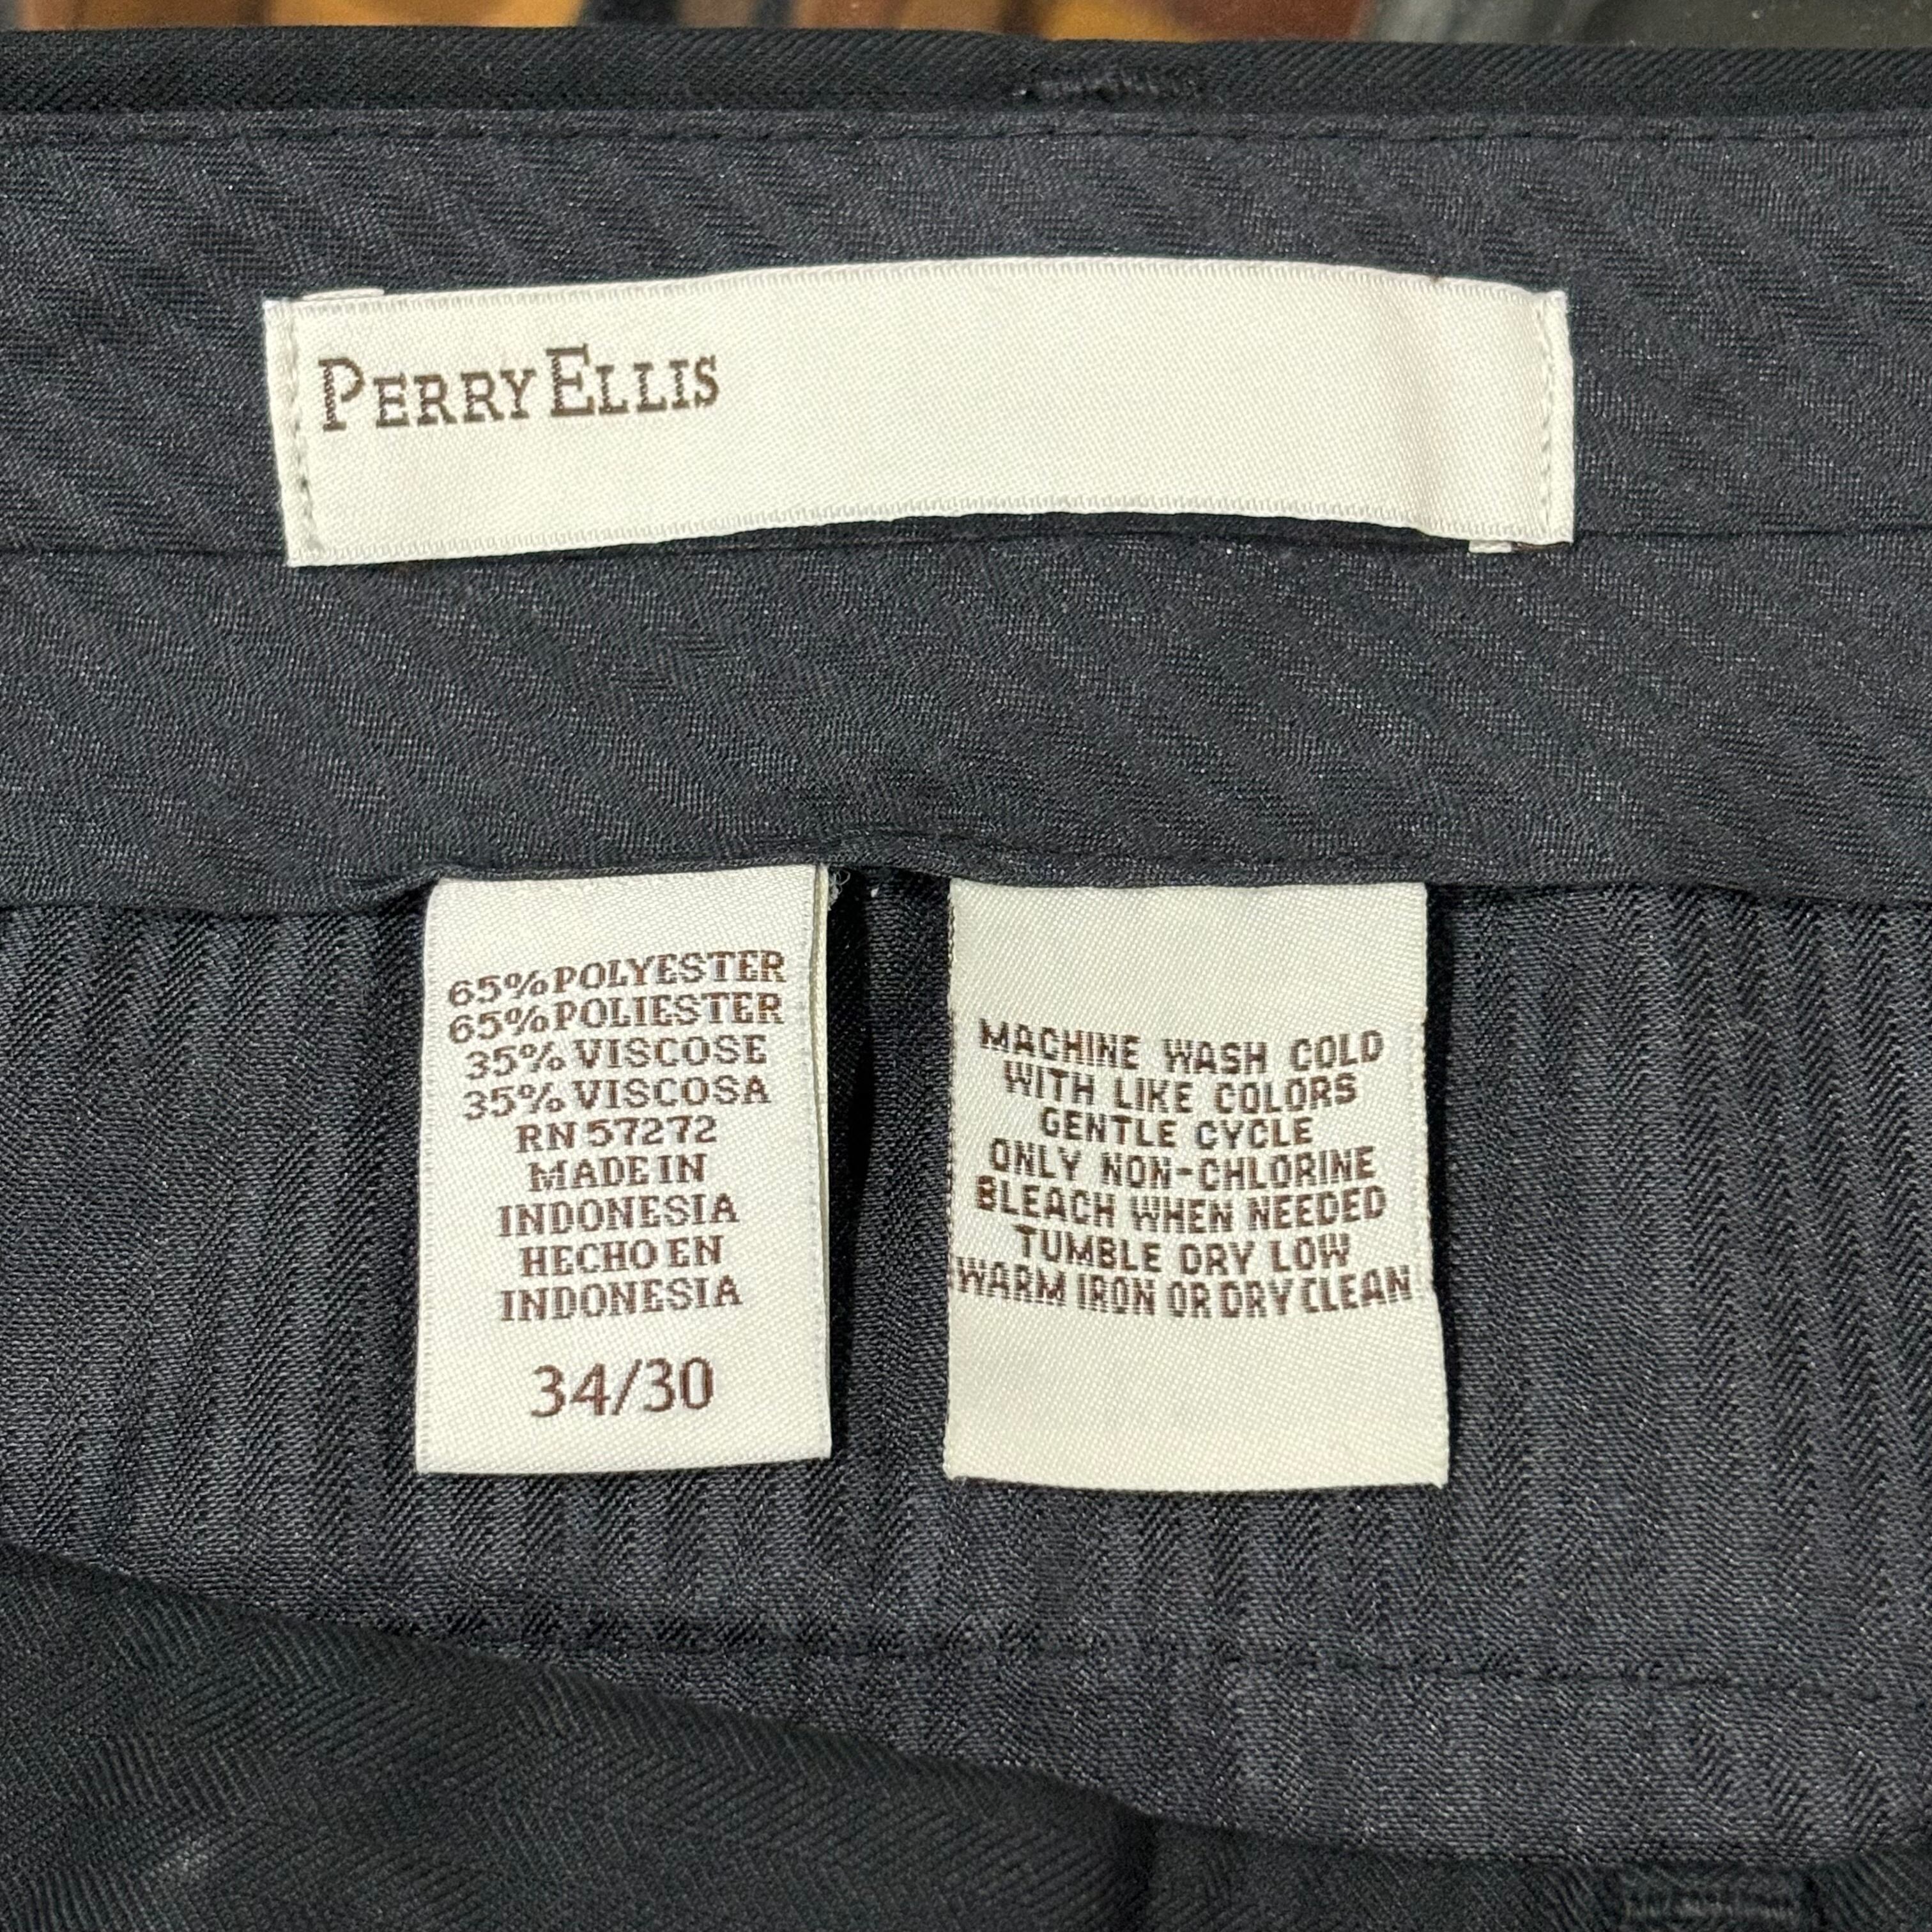 PERRY ELLIS
65% POLYESTER
65% POLIESTER
35% VISCOSE
35% VISCOSA
RN 57272
MADE IN
INDONESIA
HECHO EN
INDONESIA
34/30
MACHINE WASH COLD
WITH LIKE COLORS
GENTLE CYCLE
ONLY NON-CHLORINE
BLEACH WHEN NEEDED
TUMBLE DRY LOW
WARM IRON OR DRY CLEAN